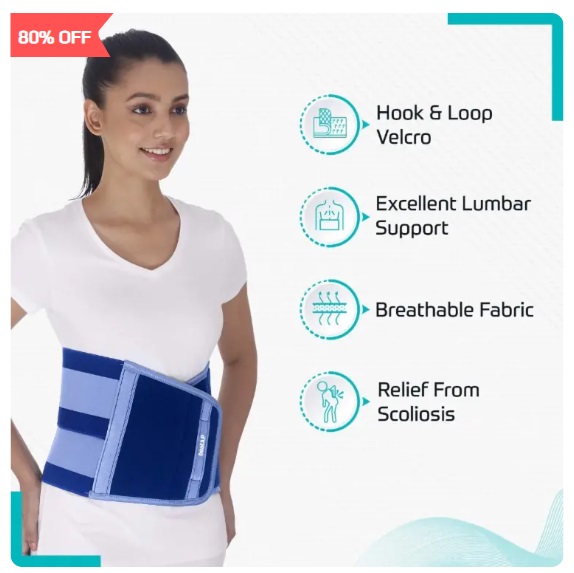 80% OFF
Hook & Loop
Velcro
Excellent Lumbar
Support
Breathable Fabric
Relief From
Scoliosis